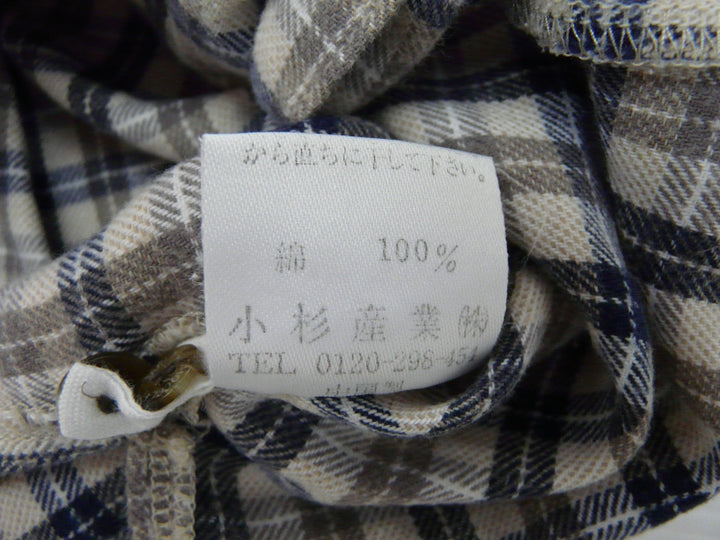 から直ちに干して下さい。
綿 100%
小杉産業㈱
TEL 0120-298-454
中国製